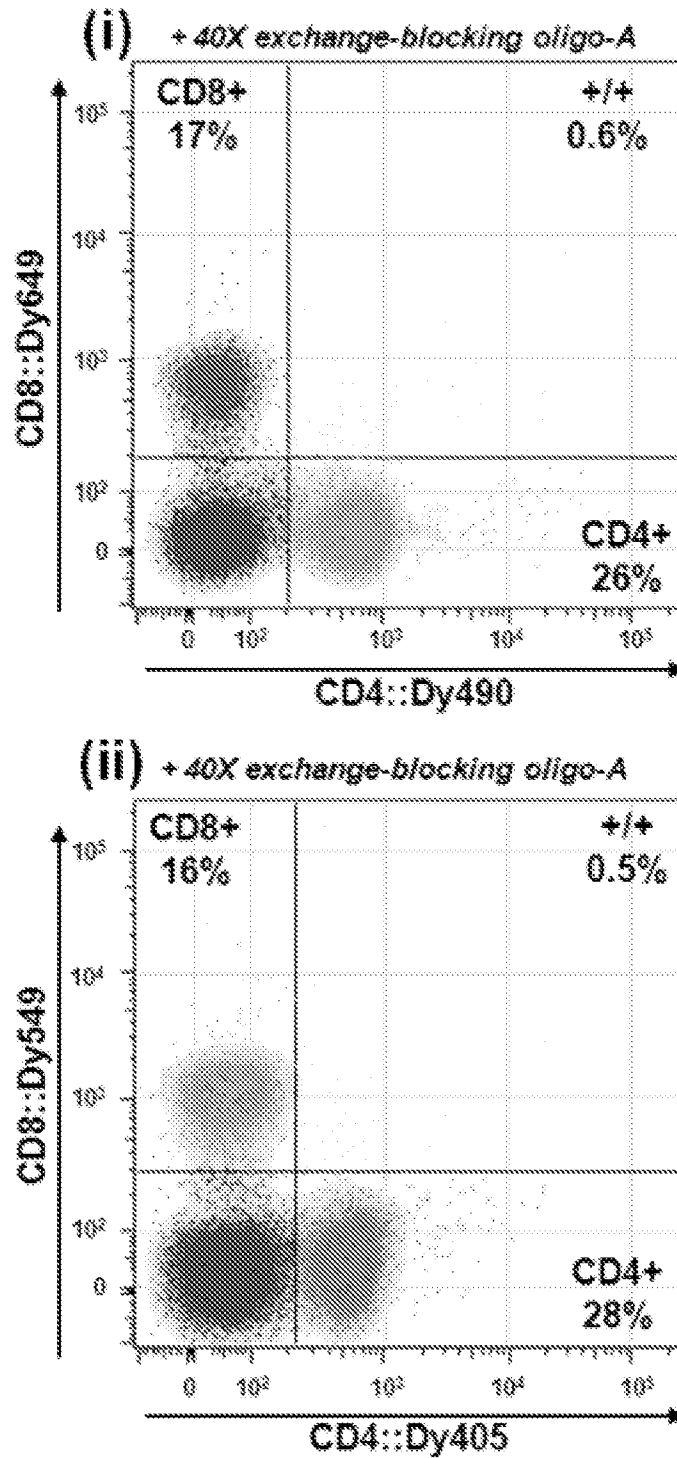 (i) + 40X exchange-blocking oligo-A
CD8+
17%
+/+
0.6%
10⁵
10⁴
10³
10²
0
CD8::Dy649
CD4+
26%
0 10² 10³ 10⁴ 10⁵
CD4::Dy490
(ii) + 40X exchange-blocking oligo-A
CD8+
16%
+/+
0.5%
10⁵
10⁴
10³
10²
0
CD8::Dy549
CD4+
28%
0 10² 10³ 10⁴ 10⁵
CD4::Dy405